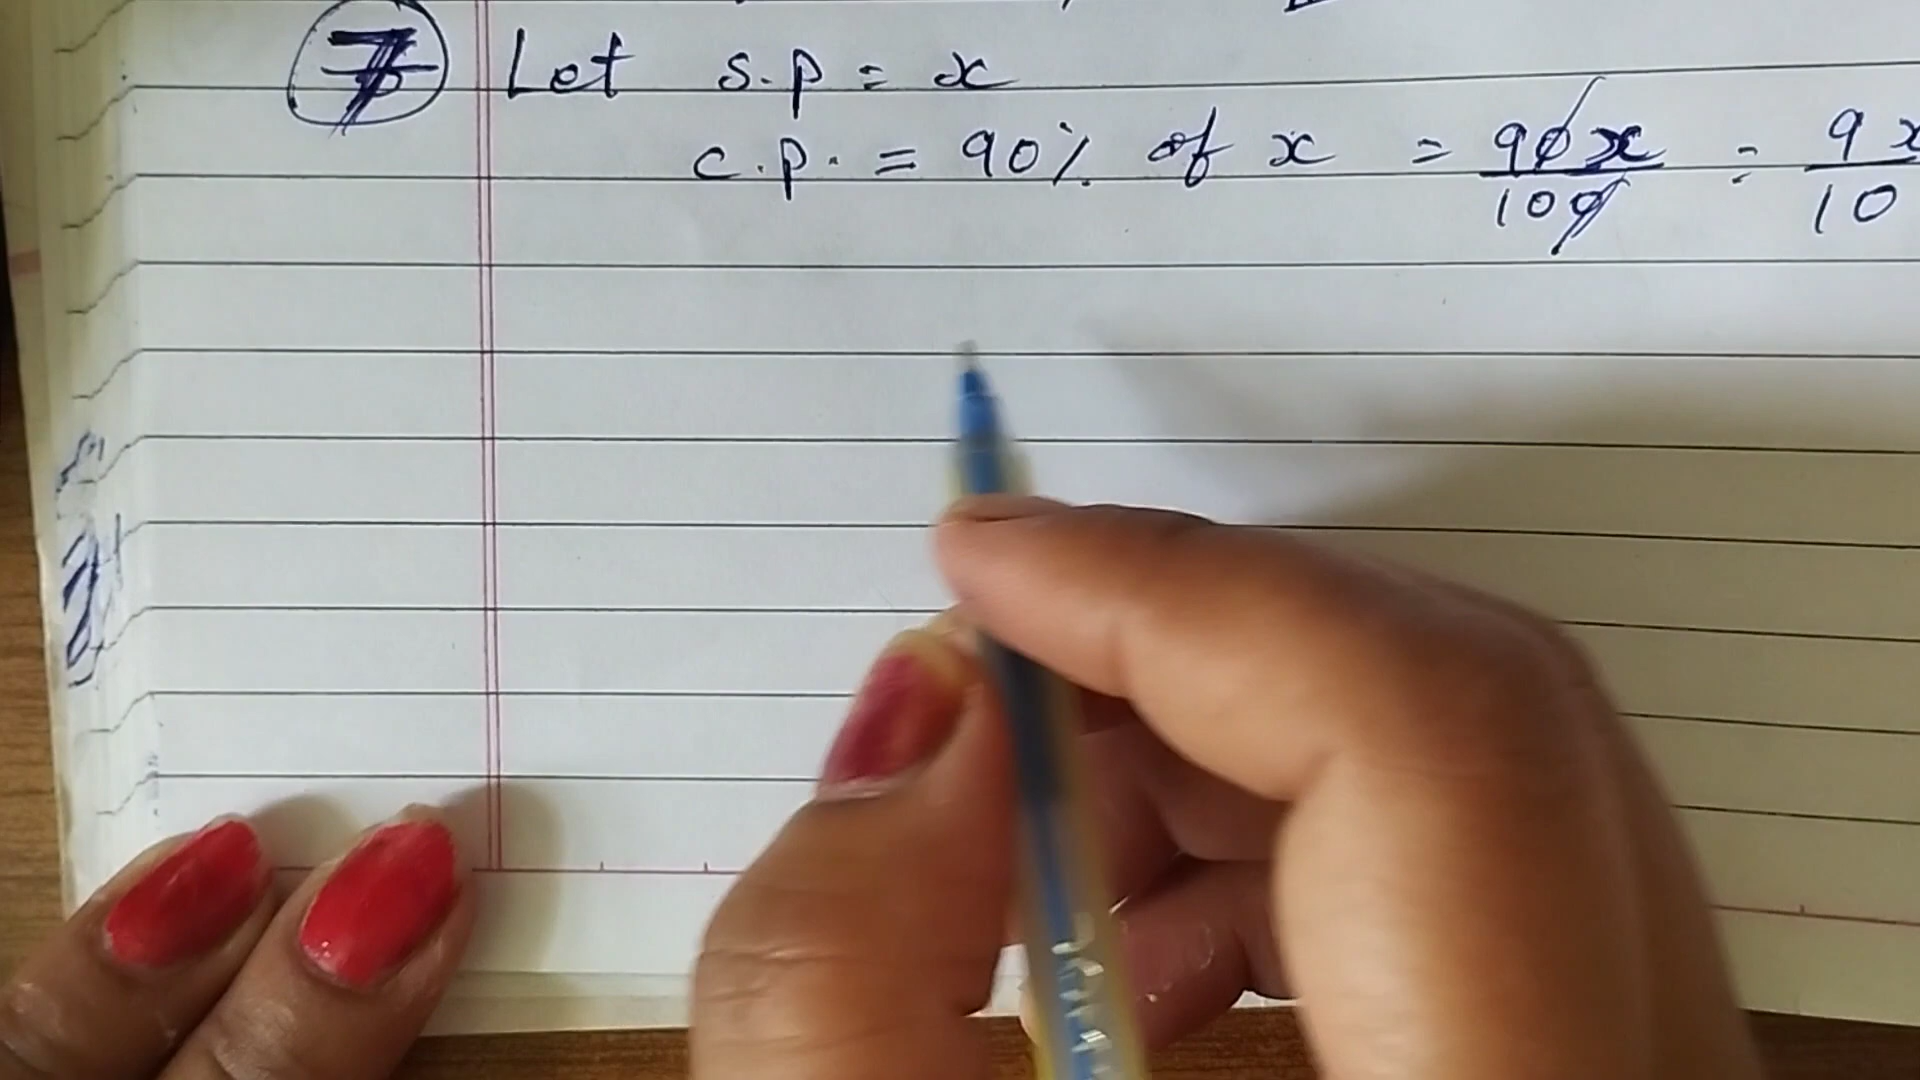 7 Let s.p = x
c.p. = 90% of x = 90x/100 = 9x/10